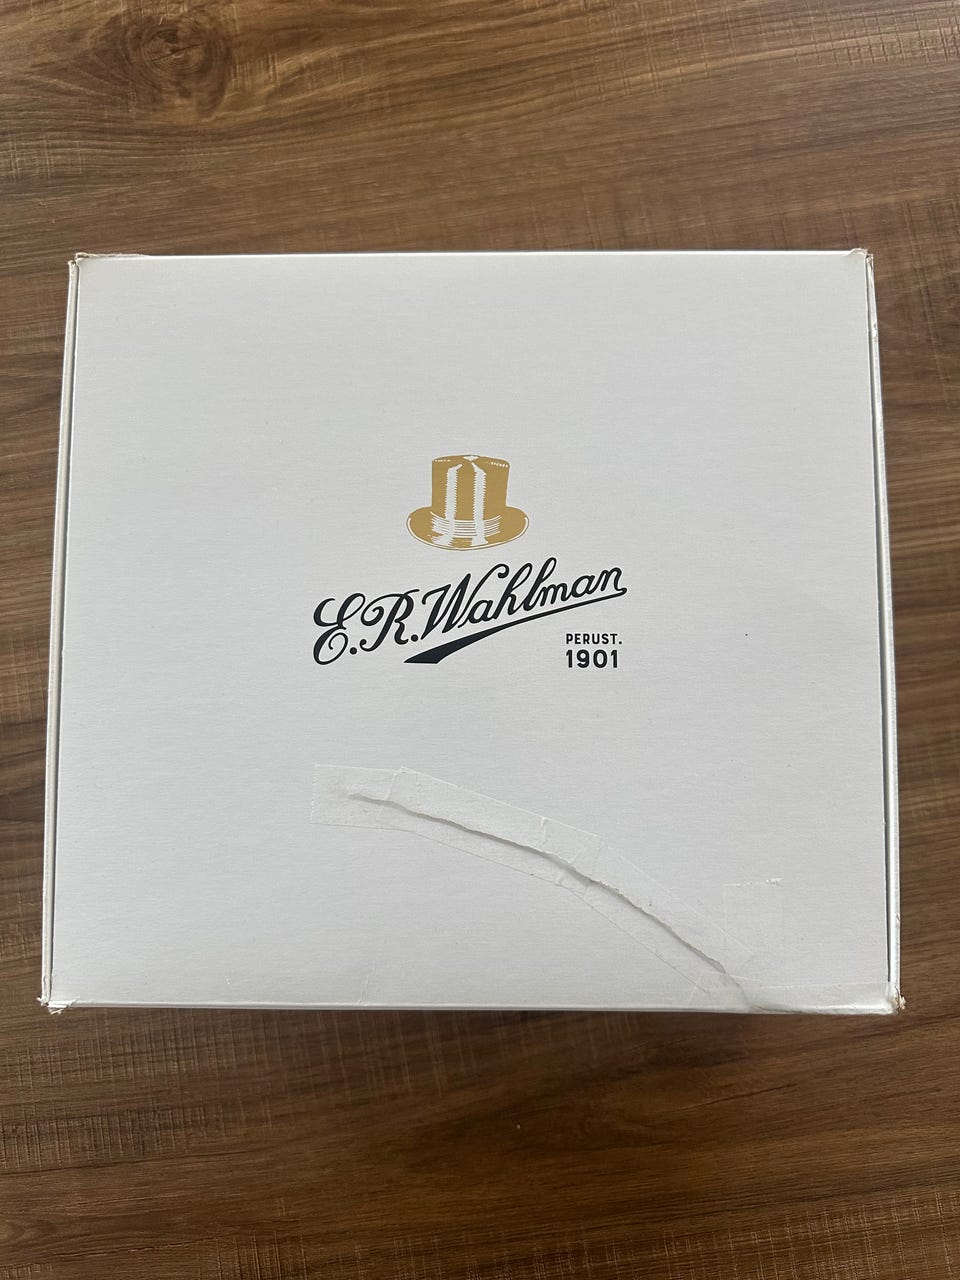 E.R. Wahlman
PERUST.
1901